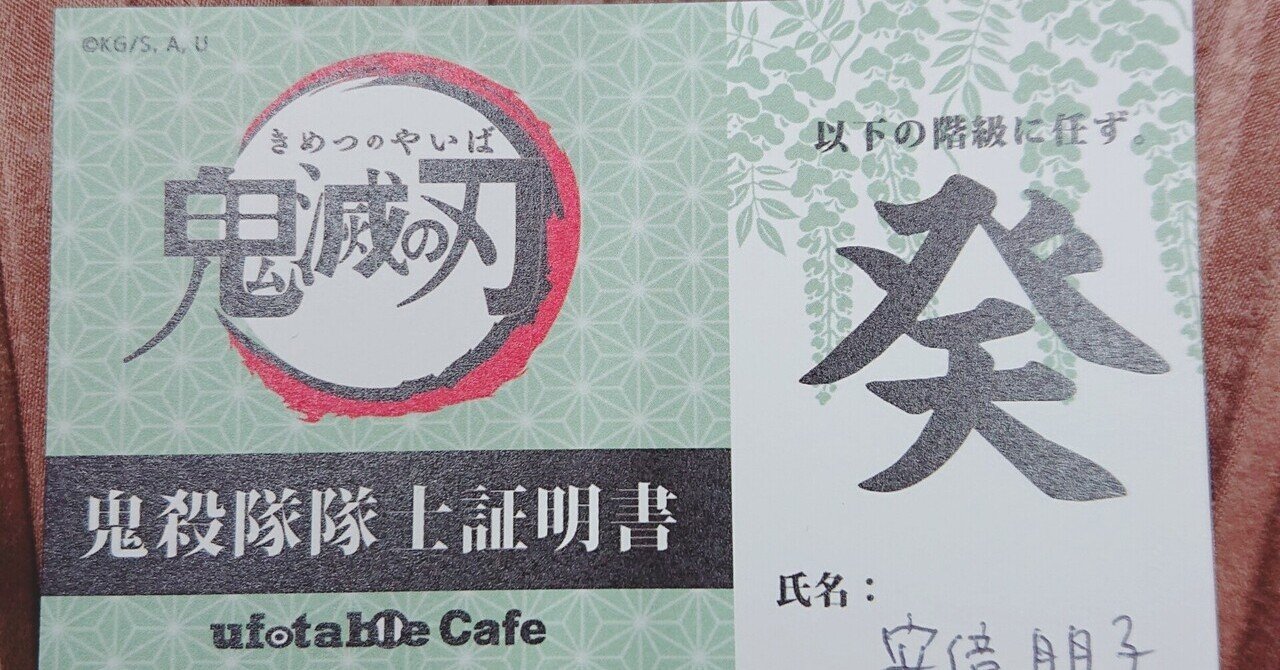 ©KG/S, A, U
きめつのやいば
鬼滅の刃
鬼殺隊隊士証明書
ufotable Cafe
以下の階級に任ず。
癸
氏名：
安倍朋子